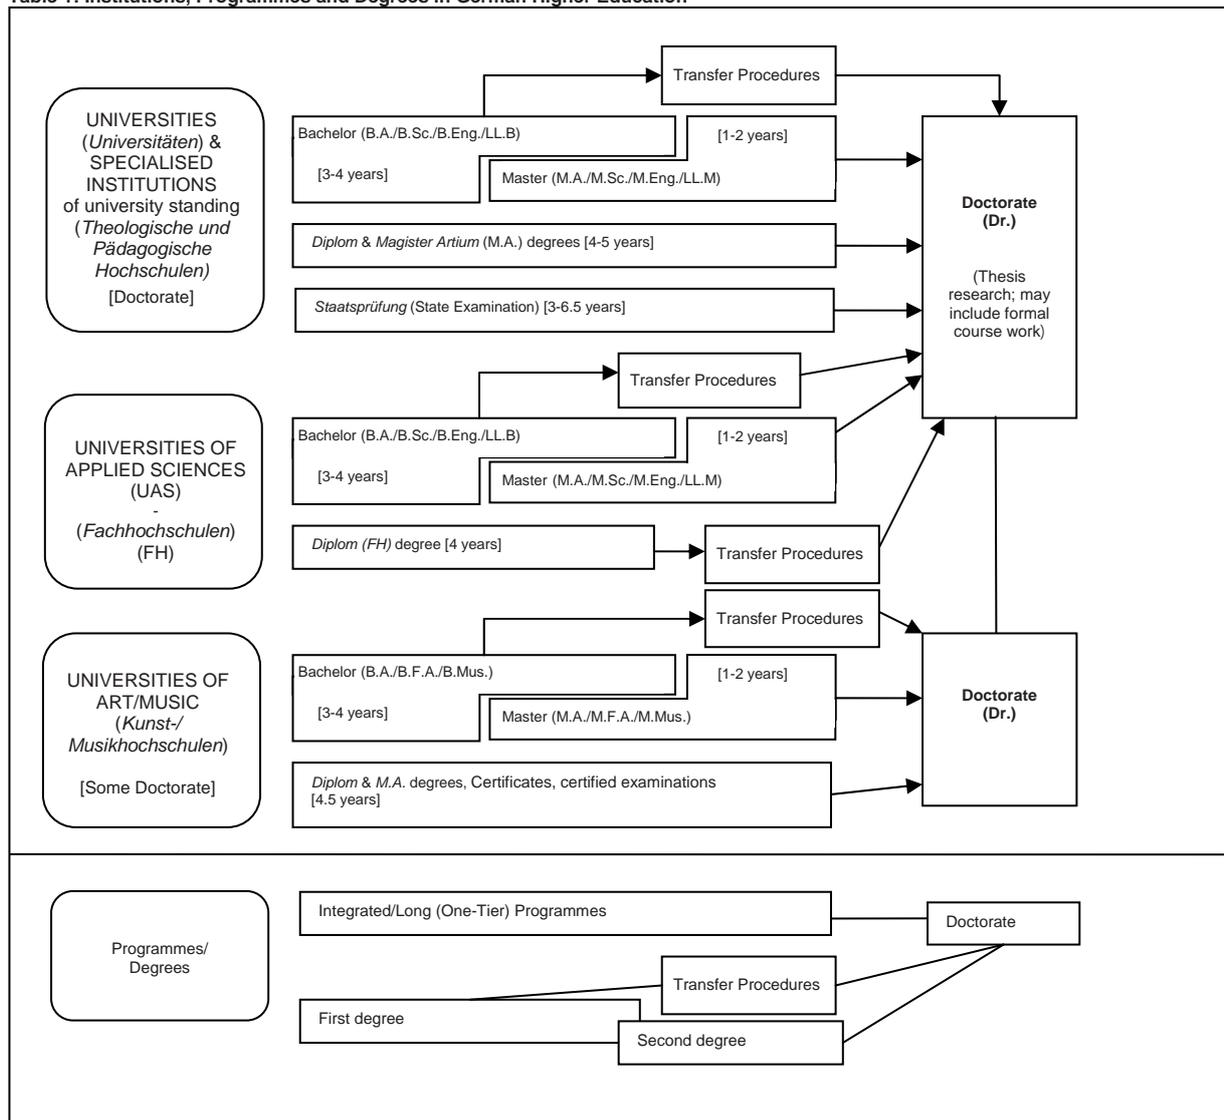 Table 1: Institutions, Programmes and Degrees in German Higher Education
Transfer Procedures
UNIVERSITIES
(Universitäten) &
SPECIALISED
INSTITUTIONS
of university standing
(Theologische und
Pädagogische
Hochschulen)
[Doctorate]
Bachelor (B.A./B.Sc./B.Eng./LL.B)
[3-4 years]
[1-2 years]
Master (M.A./M.Sc./M.Eng./LL.M)
Diplom & Magister Artium (M.A.) degrees [4-5 years]
Staatsprüfung (State Examination) [3-6.5 years]
Doctorate
(Dr.)
(Thesis
research; may
include formal
course work)
Transfer Procedures
UNIVERSITIES OF
APPLIED SCIENCES
(UAS)
-
(Fachhochschulen)
(FH)
Bachelor (B.A./B.Sc./B.Eng./LL.B)
[3-4 years]
[1-2 years]
Master (M.A./M.Sc./M.Eng./LL.M)
Diplom (FH) degree [4 years]
Transfer Procedures
Transfer Procedures
UNIVERSITIES OF
ART/MUSIC
(Kunst-/
Musikhochschulen)
[Some Doctorate]
Bachelor (B.A./B.F.A./B.Mus.)
[3-4 years]
[1-2 years]
Master (M.A./M.F.A./M.Mus.)
Diplom & M.A. degrees, Certificates, certified examinations
[4.5 years]
Doctorate
(Dr.)
Programmes/
Degrees
Integrated/Long (One-Tier) Programmes
Doctorate
Transfer Procedures
First degree
Second degree